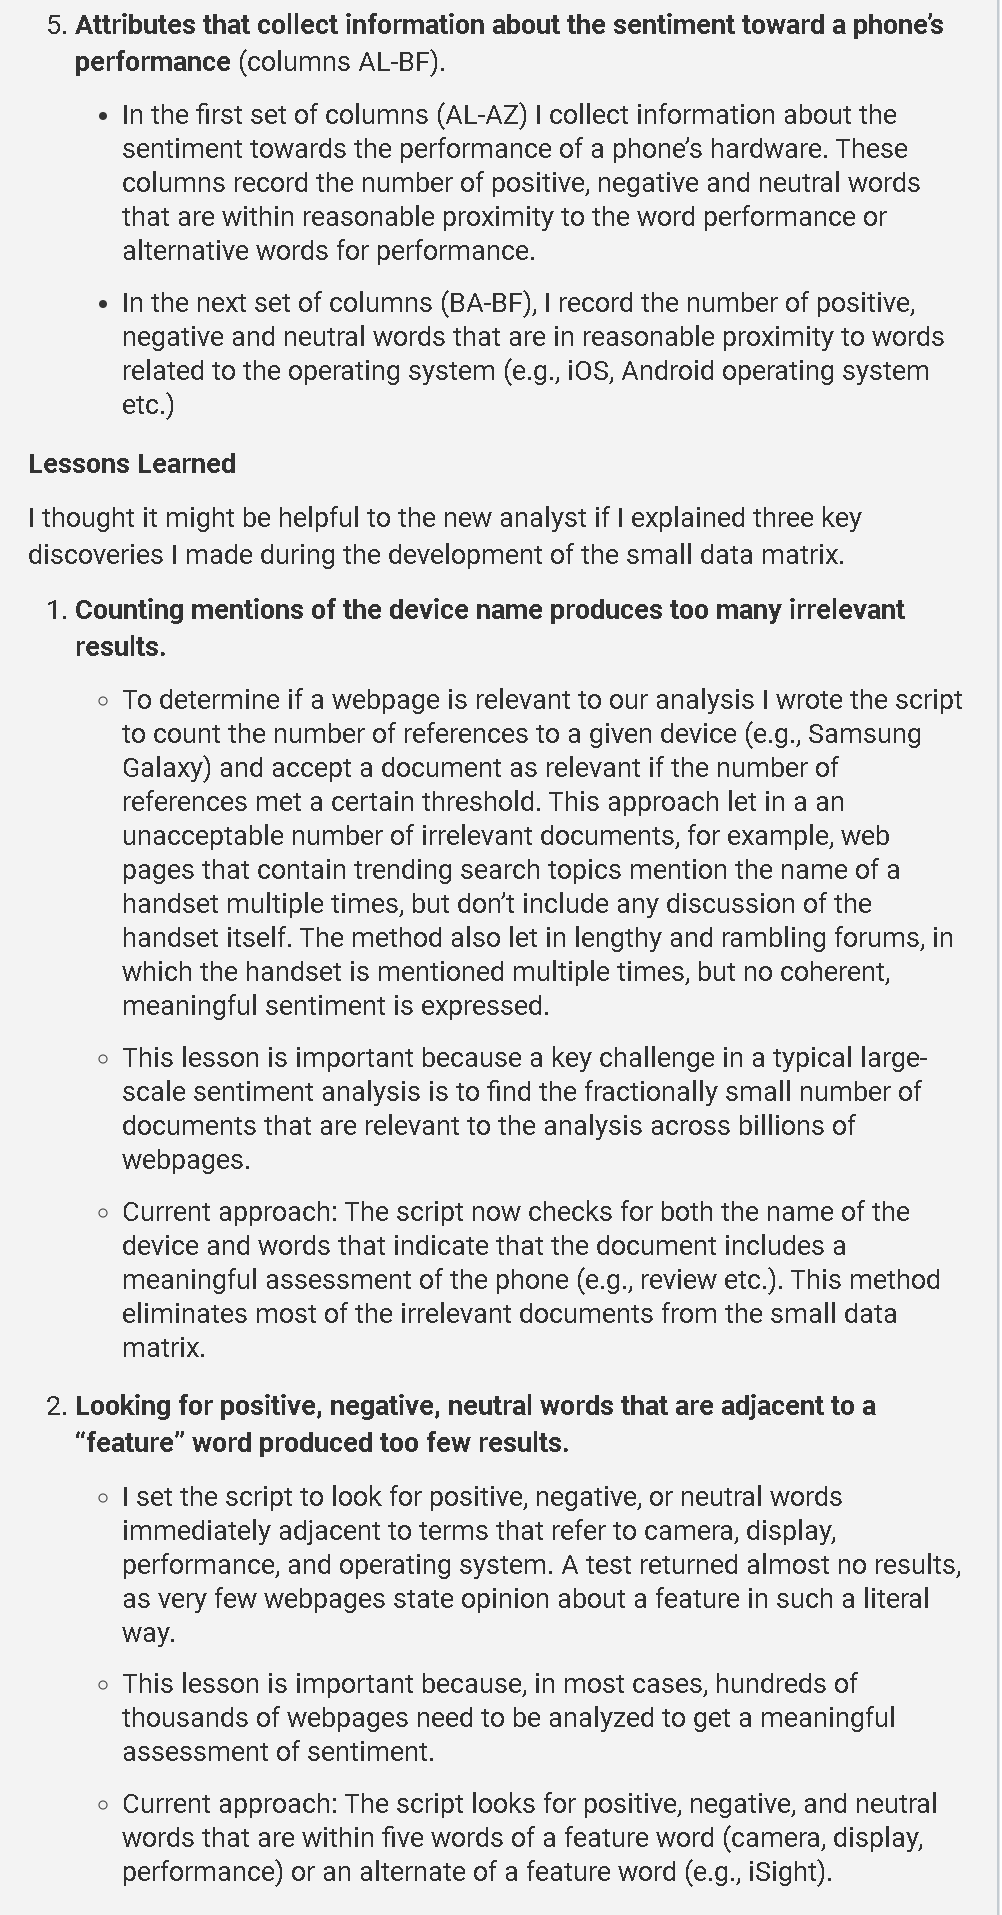 5. Attributes that collect information about the sentiment toward a phone's
performance (columns AL-BF).
• In the first set of columns (AL-AZ) I collect information about the
sentiment towards the performance of a phone's hardware. These
columns record the number of positive, negative and neutral words
that are within reasonable proximity to the word performance or
alternative words for performance.
• In the next set of columns (BA-BF), I record the number of positive,
negative and neutral words that are in reasonable proximity to words
related to the operating system (e.g., iOS, Android operating system
etc.)
Lessons Learned
I thought it might be helpful to the new analyst if I explained three key
discoveries I made during the development of the small data matrix.
1. Counting mentions of the device name produces too many irrelevant
results.
◦ To determine if a webpage is relevant to our analysis I wrote the script
to count the number of references to a given device (e.g., Samsung
Galaxy) and accept a document as relevant if the number of
references met a certain threshold. This approach let in a an
unacceptable number of irrelevant documents, for example, web
pages that contain trending search topics mention the name of a
handset multiple times, but don't include any discussion of the
handset itself. The method also let in lengthy and rambling forums, in
which the handset is mentioned multiple times, but no coherent,
meaningful sentiment is expressed.
◦ This lesson is important because a key challenge in a typical large-
scale sentiment analysis is to find the fractionally small number of
documents that are relevant to the analysis across billions of
webpages.
◦ Current approach: The script now checks for both the name of the
device and words that indicate that the document includes a
meaningful assessment of the phone (e.g., review etc.). This method
eliminates most of the irrelevant documents from the small data
matrix.
2. Looking for positive, negative, neutral words that are adjacent to a
“feature” word produced too few results.
◦ I set the script to look for positive, negative, or neutral words
immediately adjacent to terms that refer to camera, display,
performance, and operating system. A test returned almost no results,
as very few webpages state opinion about a feature in such a literal
way.
◦ This lesson is important because, in most cases, hundreds of
thousands of webpages need to be analyzed to get a meaningful
assessment of sentiment.
◦ Current approach: The script looks for positive, negative, and neutral
words that are within five words of a feature word (camera, display,
performance) or an alternate of a feature word (e.g., iSight).